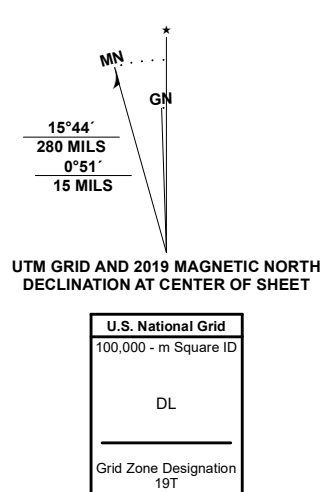 ★
MN
GN
15°44´
280 MILS
0°51´
15 MILS
UTM GRID AND 2019 MAGNETIC NORTH
DECLINATION AT CENTER OF SHEET
U.S. National Grid
100,000 - m Square ID
DL
Grid Zone Designation
19T